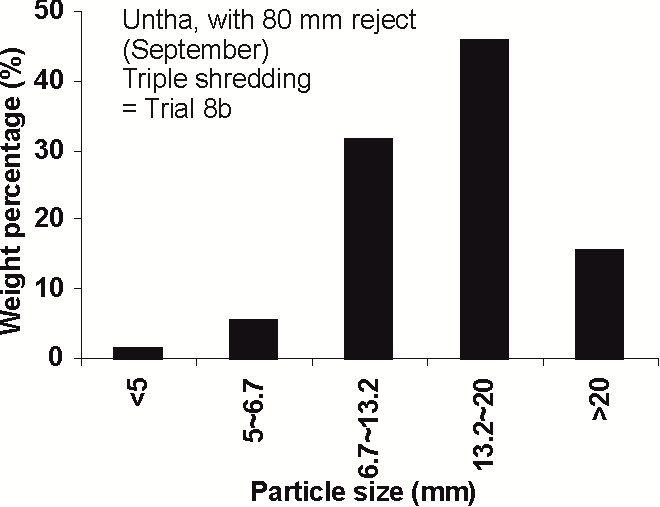 Untha, with 80 mm reject
(September)
Triple shredding
= Trial 8b
Weight percentage (%)
50
40
30
20
10
0
<5
5~6.7
6.7~13.2
13.2~20
>20
Particle size (mm)